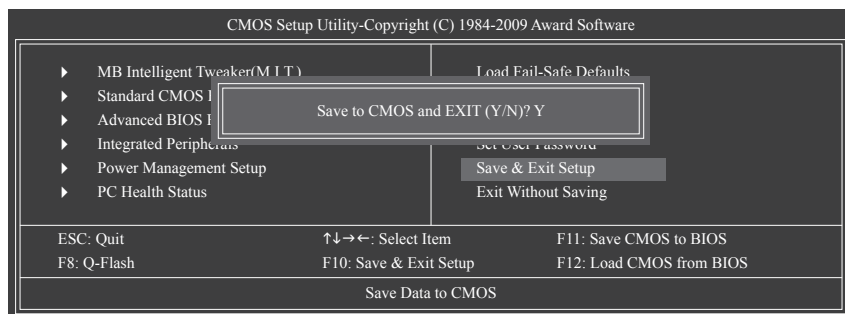 CMOS Setup Utility-Copyright (C) 1984-2009 Award Software
MB Intelligent Tweaker(M.I.T.)
Standard CMOS
Advanced BIOS
Integrated Peripherals
Power Management Setup
PC Health Status
Load Fail-Safe Defaults
Set User Password
Save & Exit Setup
Exit Without Saving
Save to CMOS and EXIT (Y/N)? Y
ESC: Quit ↑↓→←: Select Item F11: Save CMOS to BIOS
F8: Q-Flash F10: Save & Exit Setup F12: Load CMOS from BIOS
Save Data to CMOS